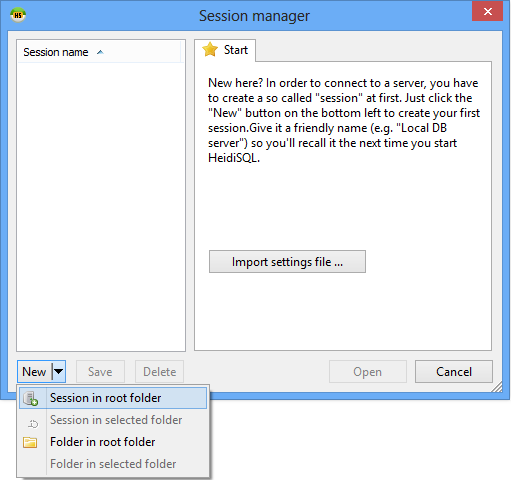 HS
Session manager
Session name
Start
New here? In order to connect to a server, you have
to create a so called "session" at first. Just click the
"New" button on the bottom left to create your first
session.Give it a friendly name (e.g. "Local DB
server") so you'll recall it the next time you start
HeidiSQL.
Import settings file ...
New
Save
Delete
Open
Cancel
Session in root folder
Session in selected folder
Folder in root folder
Folder in selected folder